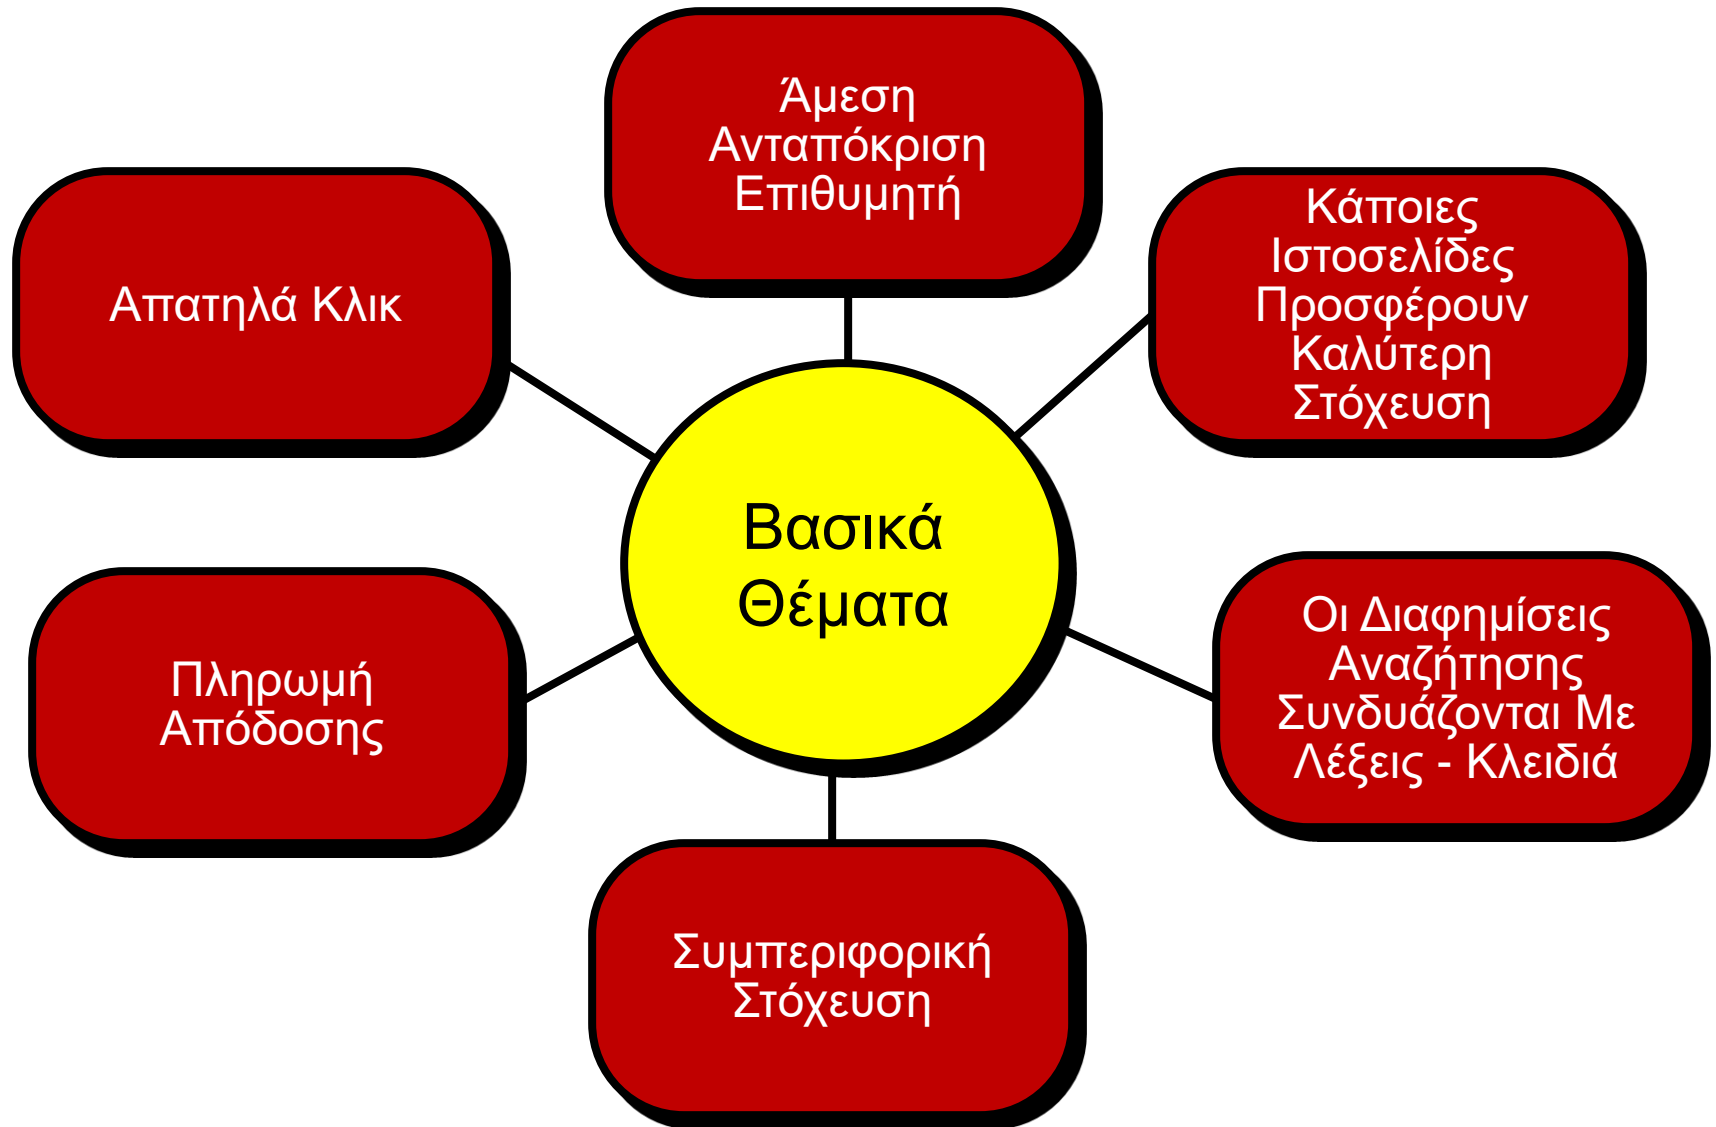 Άμεση
Ανταπόκριση
Επιθυμητή
Κάποιες
Ιστοσελίδες
Προσφέρουν
Καλύτερη
Στόχευση
Απατηλά Κλικ
Βασικά
Θέματα
Οι Διαφημίσεις
Αναζήτησης
Συνδυάζονται Με
Λέξεις - Κλειδιά
Πληρωμή
Απόδοσης
Συμπεριφορική
Στόχευση